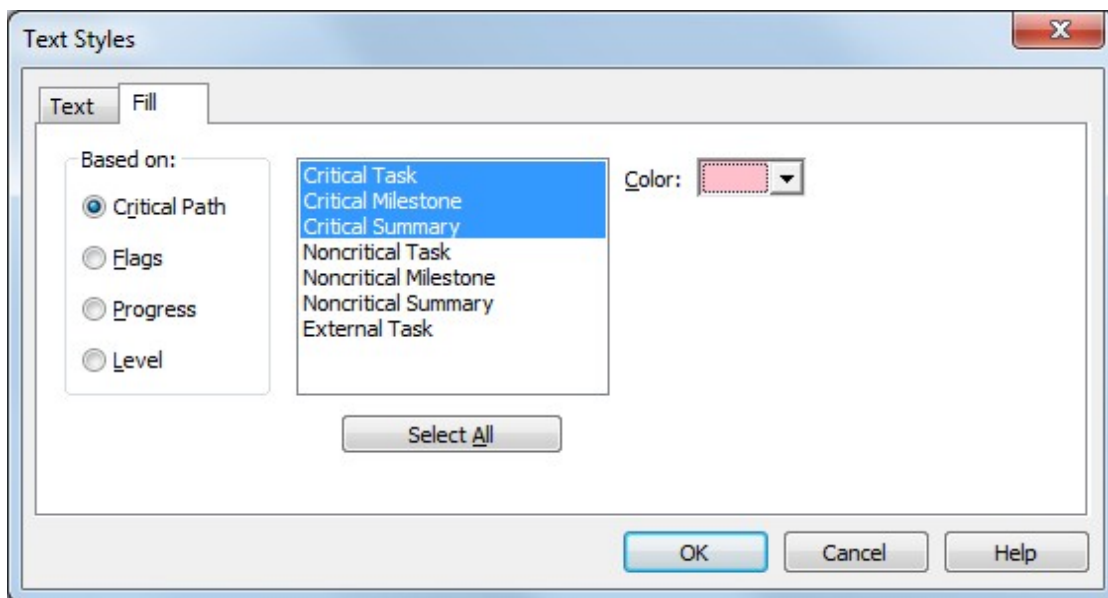 Text Styles
Text
Fill
Based on:
Critical Path
Flags
Progress
Level
Critical Task
Critical Milestone
Critical Summary
Noncritical Task
Noncritical Milestone
Noncritical Summary
External Task
Select All
Color:
OK
Cancel
Help